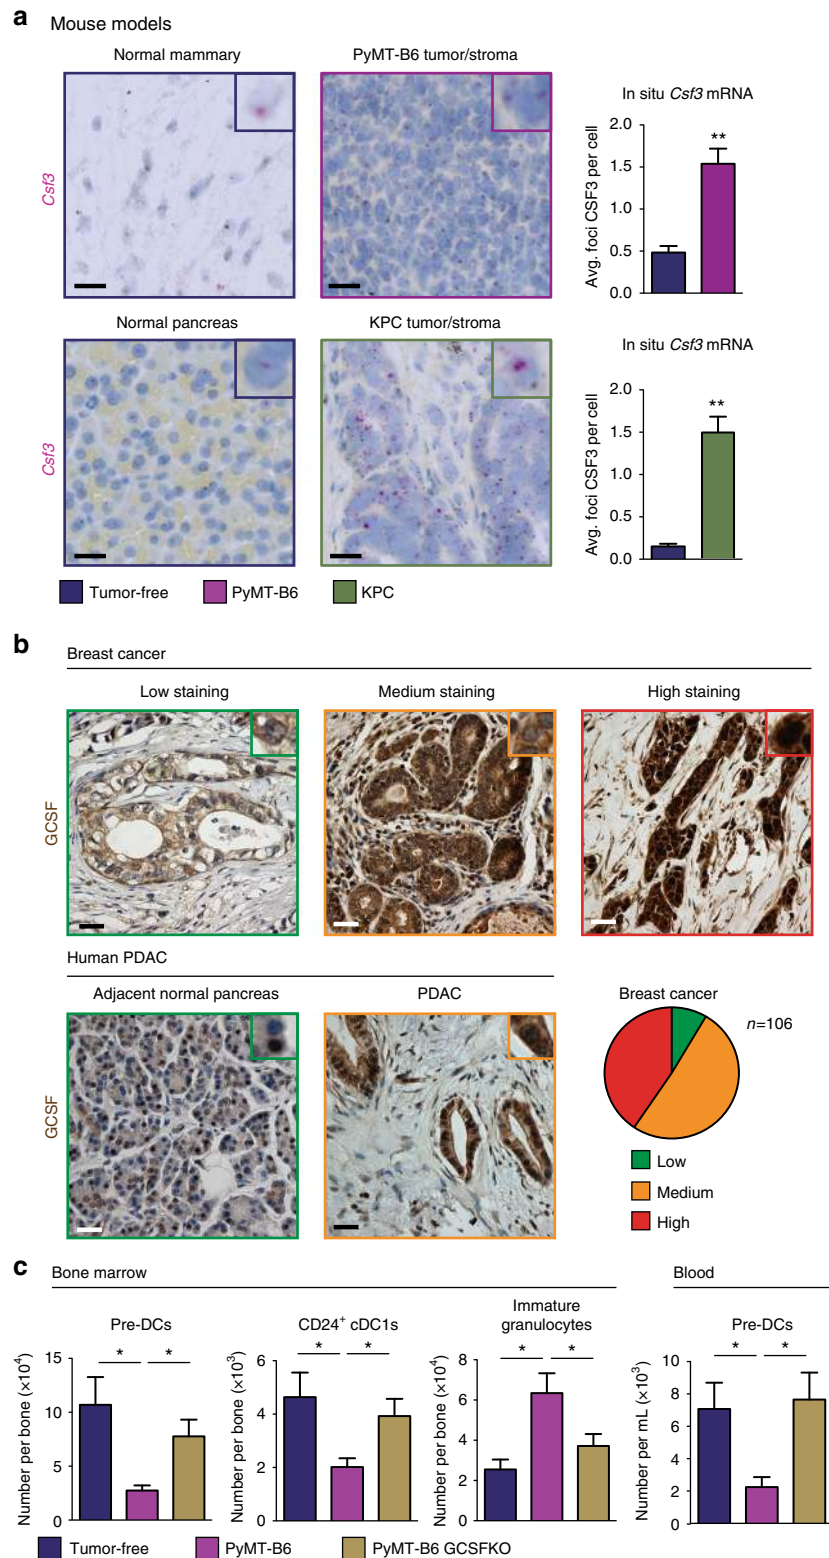 a
Mouse models
Normal mammary
PyMT-B6 tumor/stroma
Csf3
In situ Csf3 mRNA
Avg. foci CSF3 per cell
2.0
1.5
1.0
0.5
0.0
**
Normal pancreas
KPC tumor/stroma
Csf3
In situ Csf3 mRNA
Avg. foci CSF3 per cell
2.0
1.5
1.0
0.5
0.0
**
Tumor-free
PyMT-B6
KPC
b
Breast cancer
Low staining
Medium staining
High staining
GCSF
Human PDAC
Adjacent normal pancreas
PDAC
GCSF
Breast cancer
n=106
Low
Medium
High
c
Bone marrow
Blood
Pre-DCs
Number per bone (×10⁴)
15
10
5
0
* *
CD24⁺ cDC1s
Number per bone (×10³)
6
4
2
0
* *
Immature
granulocytes
Number per bone (×10⁴)
8
6
4
2
0
* *
Pre-DCs
Number per mL (×10³)
10
8
6
4
2
0
* *
Tumor-free
PyMT-B6
PyMT-B6 GCSFKO